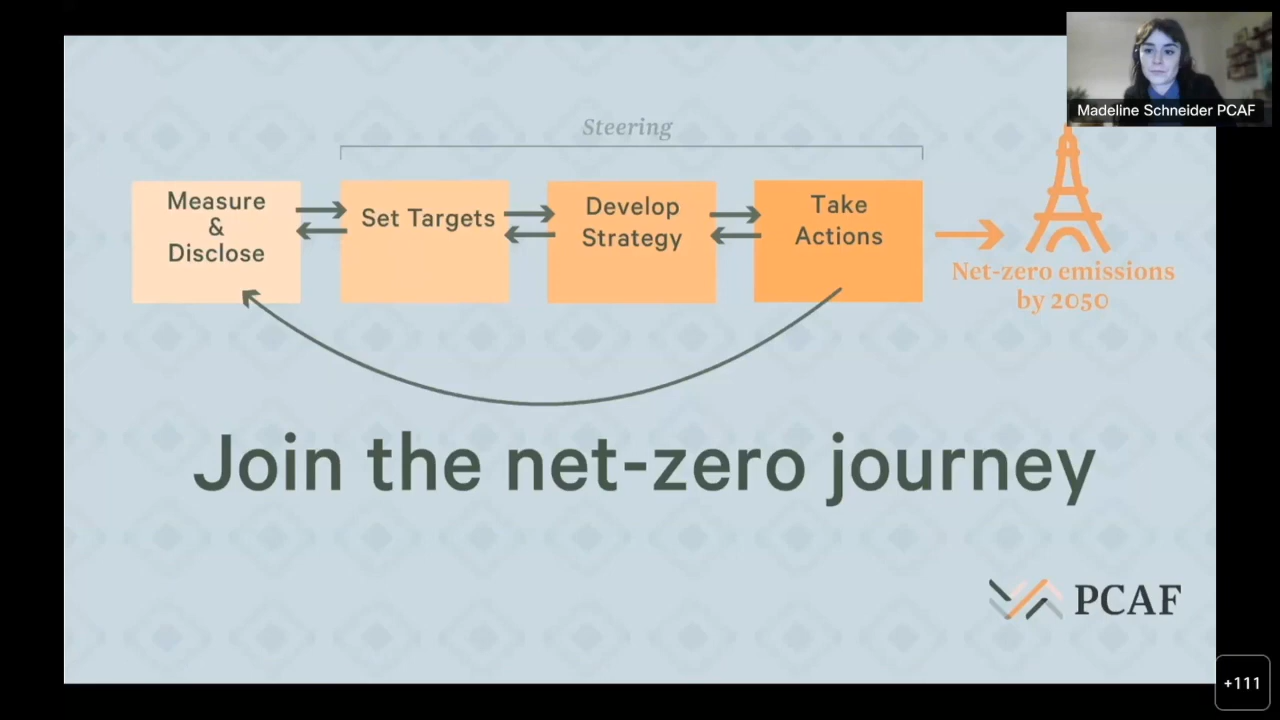 Madeline Schneider PCAF
Steering
Measure
&
Disclose
Set Targets
Develop
Strategy
Take
Actions
Net-zero emissions
by 2050
Join the net-zero journey
PCAF
+111